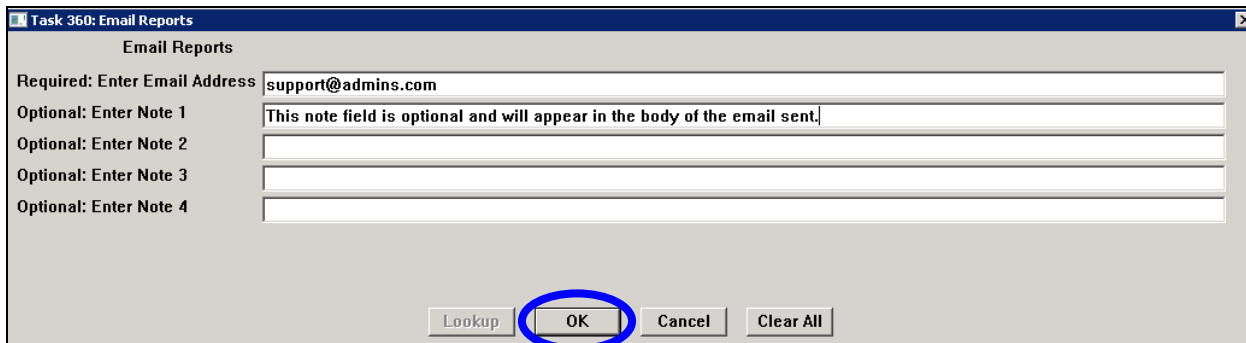 Task 360: Email Reports
Email Reports
Required: Enter Email Address support@admins.com
Optional: Enter Note 1 This note field is optional and will appear in the body of the email sent.
Optional: Enter Note 2
Optional: Enter Note 3
Optional: Enter Note 4
Lookup OK Cancel Clear All